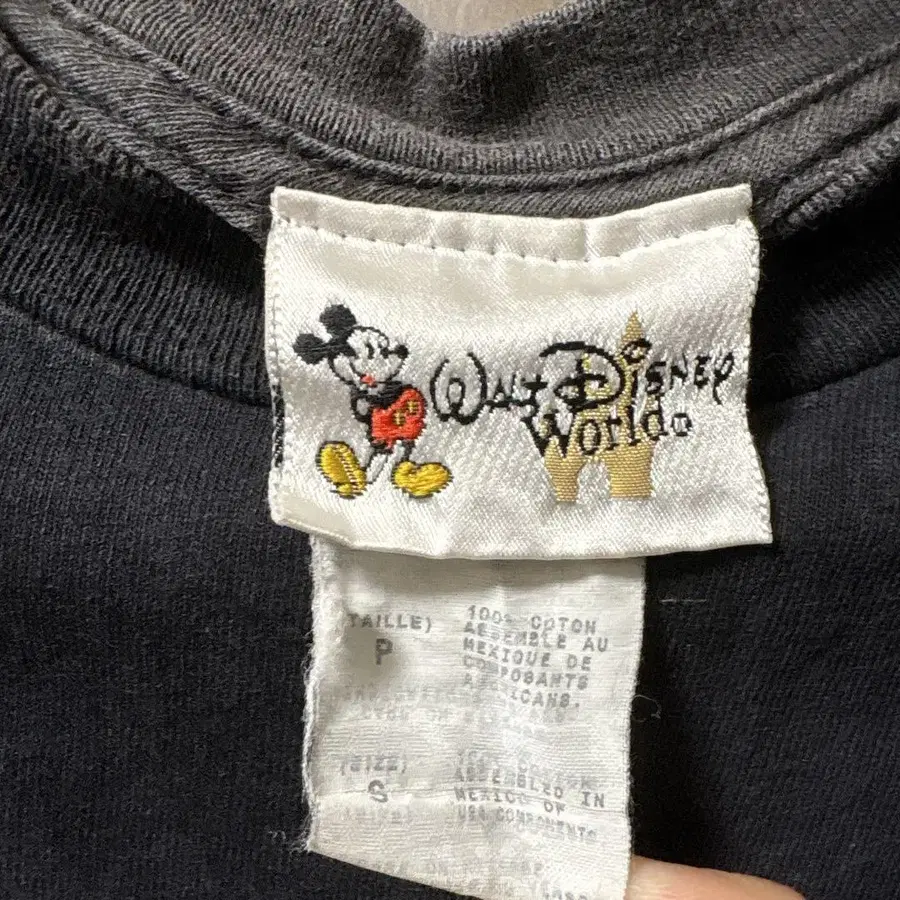 WALT DISNEY
World
(TAILLE)
P
100% COTON
ASSEMBLE AU
MEXIQUE DE
COMPOSANTS
AMERICANS.
(SIZE)
S
100% COTTON
ASSEMBLED IN
MEXICO OF
USA COMPONENTS.